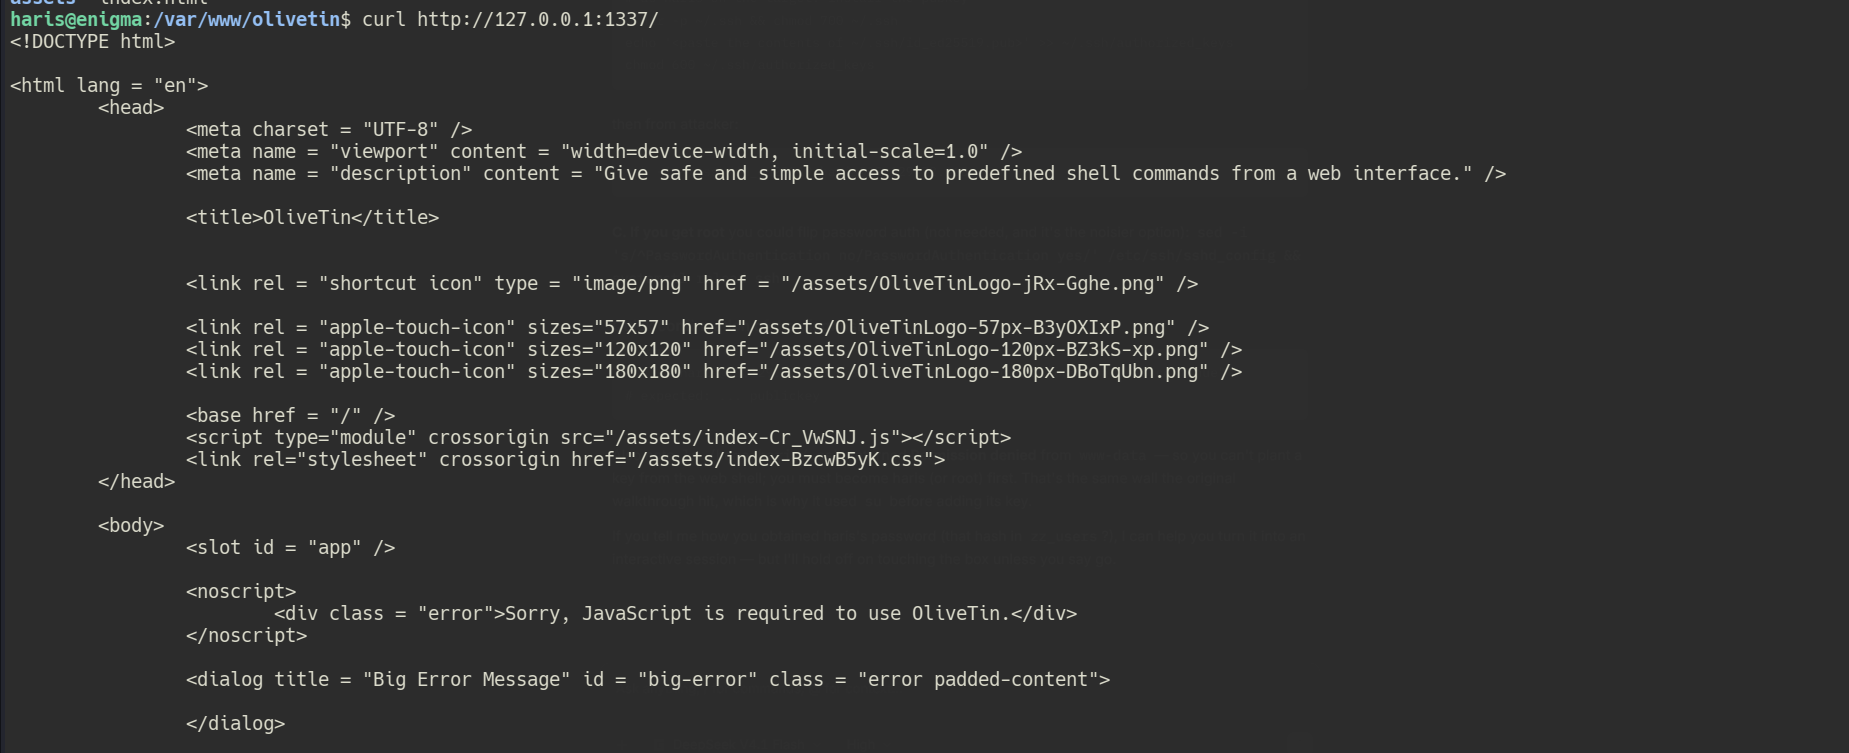 assets  index.html
haris@enigma:/var/www/olivetin$ curl http://127.0.0.1:1337/
<!DOCTYPE html>
<html lang = "en">
<head>
<meta charset = "UTF-8" />
<meta name = "viewport" content = "width=device-width, initial-scale=1.0" />
<meta name = "description" content = "Give safe and simple access to predefined shell commands from a web interface." />
<title>OliveTin</title>
<link rel = "shortcut icon" type = "image/png" href = "/assets/OliveTinLogo-jRx-Gghe.png" />
<link rel = "apple-touch-icon" sizes="57x57" href="/assets/OliveTinLogo-57px-B3yOXIxP.png" />
<link rel = "apple-touch-icon" sizes="120x120" href="/assets/OliveTinLogo-120px-BZ3kS-xp.png" />
<link rel = "apple-touch-icon" sizes="180x180" href="/assets/OliveTinLogo-180px-DBoTqUbn.png" />
<base href = "/" />
<script type="module" crossorigin src="/assets/index-Cr_VwSNJ.js"></script>
<link rel="stylesheet" crossorigin href="/assets/index-BzcwB5yK.css">
</head>
<body>
<slot id = "app" />
<noscript>
<div class = "error">Sorry, JavaScript is required to use OliveTin.</div>
</noscript>
<dialog title = "Big Error Message" id = "big-error" class = "error padded-content">
</dialog>